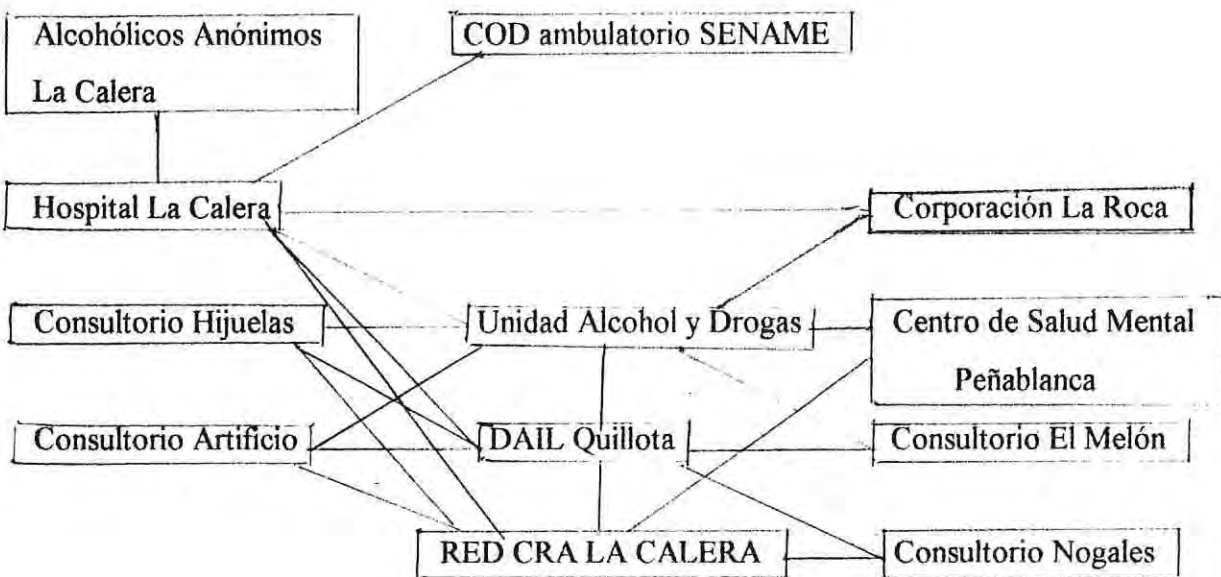 Alcohólicos Anónimos
La Calera
COD ambulatorio SENAME
Hospital La Calera
Corporación La Roca
Consultorio Hijuelas
Unidad Alcohol y Drogas
Centro de Salud Mental
Peñablanca
Consultorio Artificio
DAIL Quillota
Consultorio El Melón
RED CRA LA CALERA
Consultorio Nogales